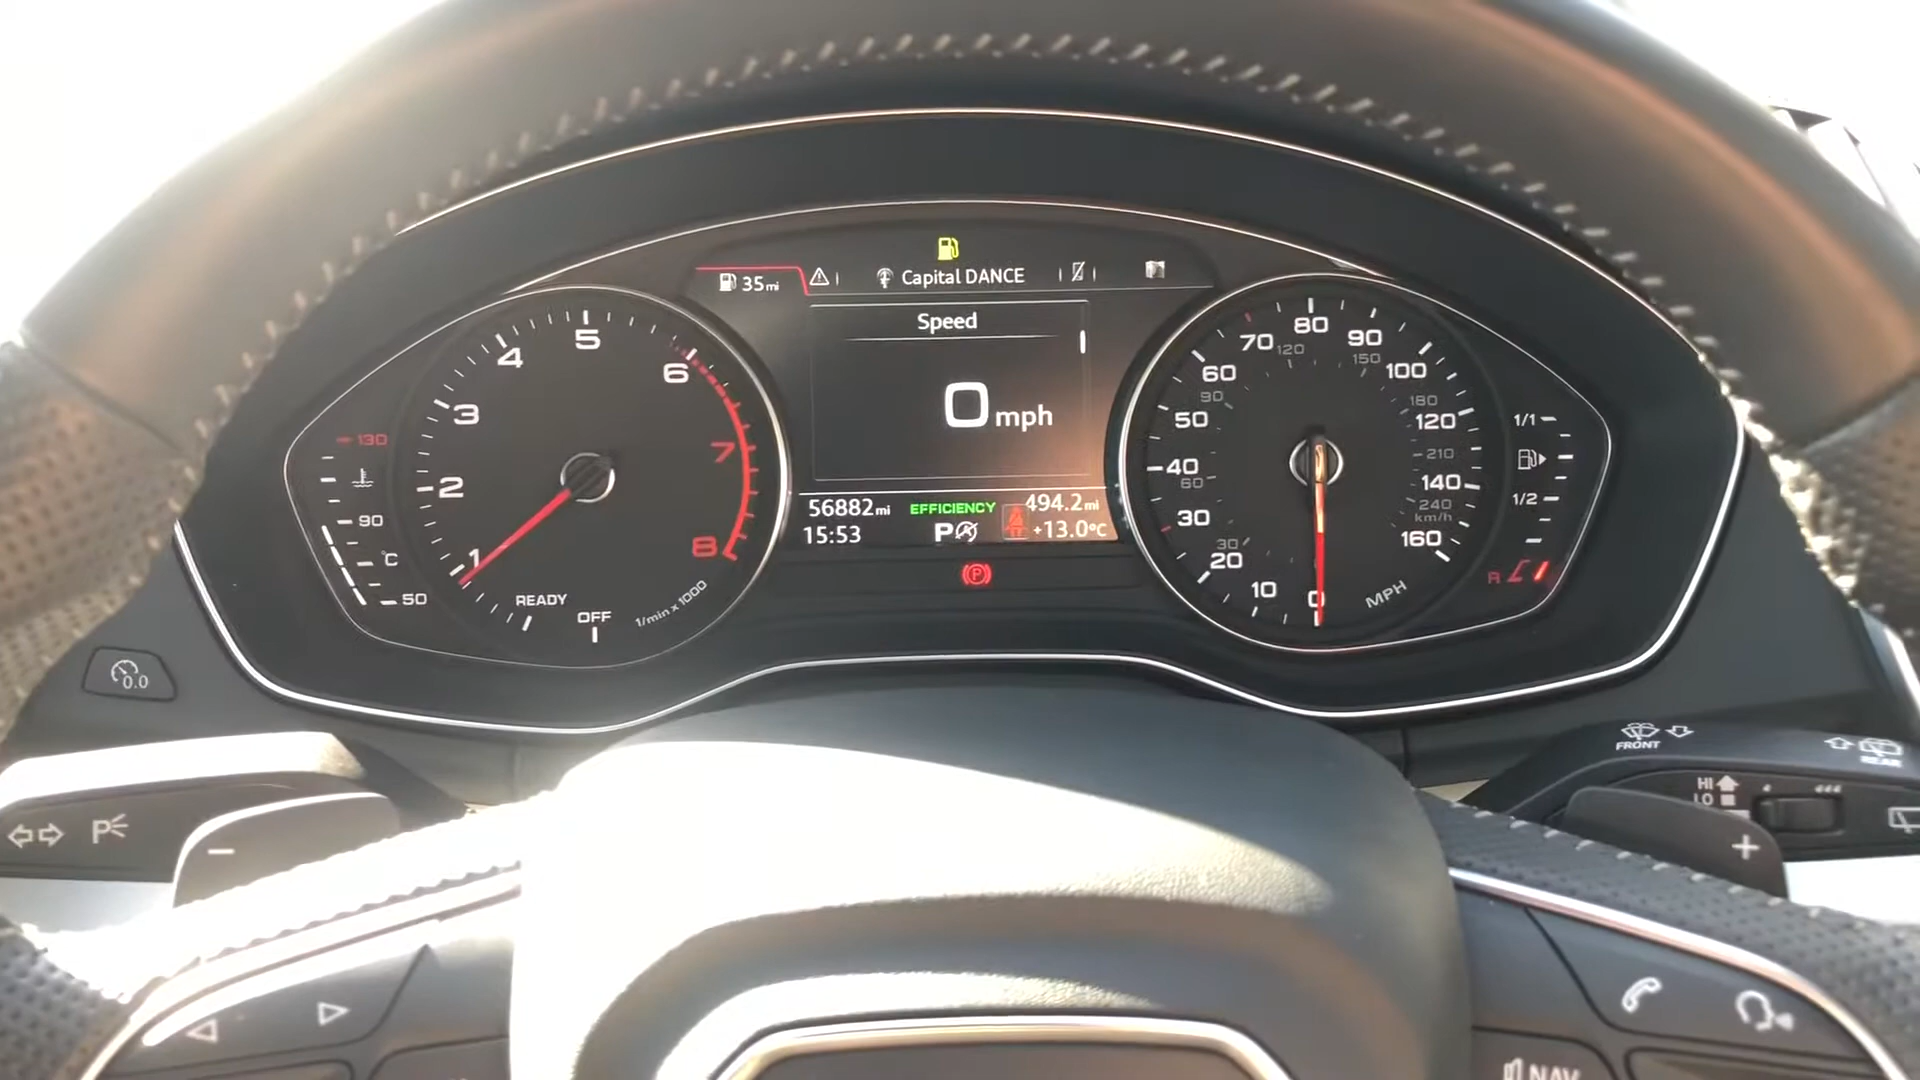 35mi
Capital DANCE
Speed
0 mph
56882mi
EFFICIENCY
494.2mi
15:53
P
+13.0°C
P
130
90
°C
50
1
2
3
4
5
6
7
8
READY
OFF
1/min x 1000
0
10
20
30
40
50
60
70
80
90
100
120
140
160
MPH
30
60
90
120
150
180
210
240
km/h
1/1
1/2
R
0.0
P
−
FRONT
REAR
HI
LO
+
NAV